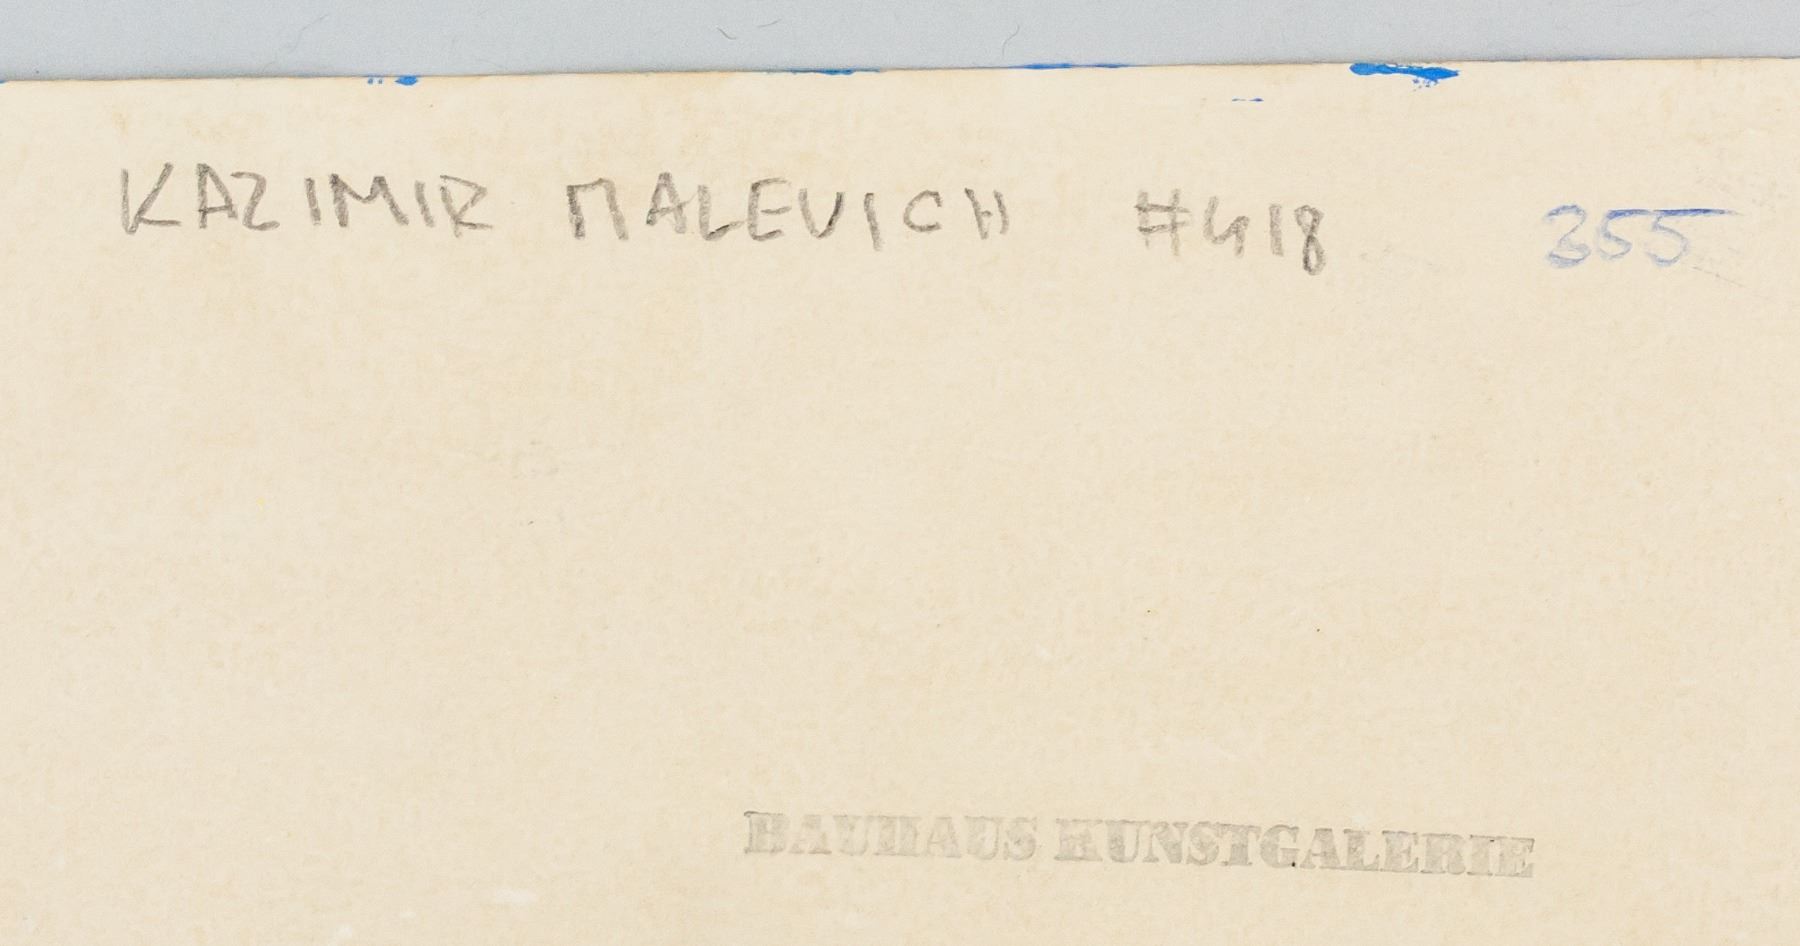 KAZIMIR MALEVICH #418 355
BAUHAUS KUNSTGALERIE